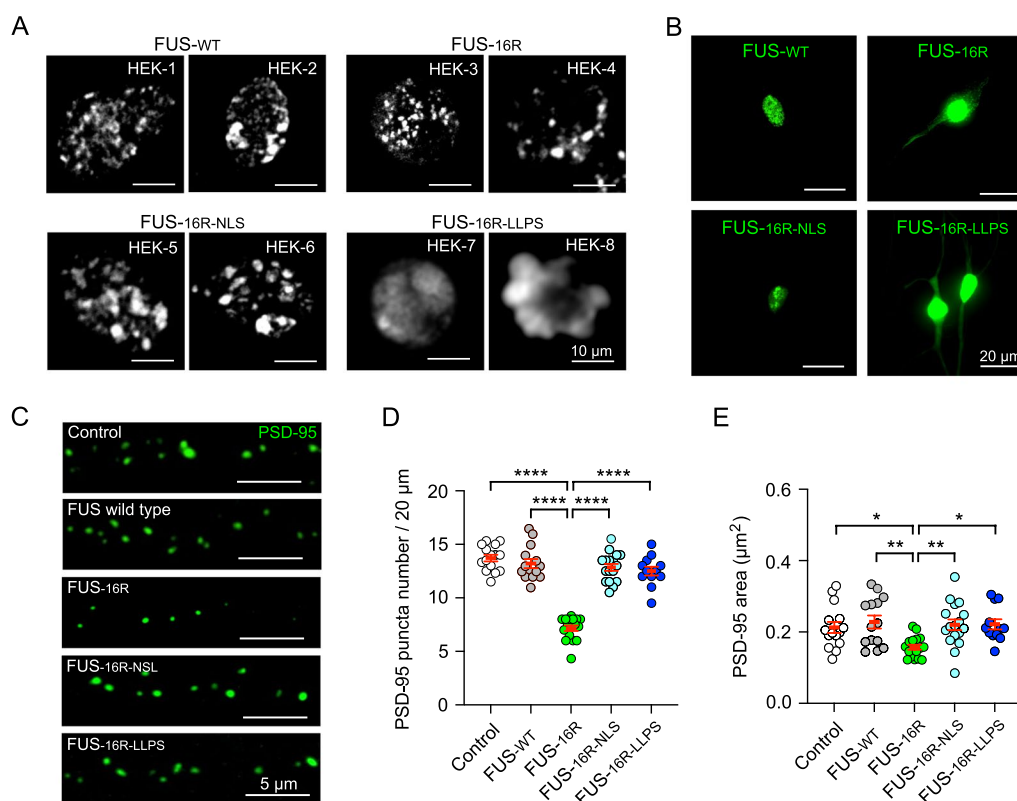 A
FUS-WT
FUS-16R
HEK-1
HEK-2
HEK-3
HEK-4
FUS-16R-NLS
FUS-16R-LLPS
HEK-5
HEK-6
HEK-7
HEK-8
10 µm
B
FUS-WT
FUS-16R
FUS-16R-NLS
FUS-16R-LLPS
20 µm
C
Control
PSD-95
FUS wild type
FUS-16R
FUS-16R-NSL
FUS-16R-LLPS
5 µm
D
PSD-95 puncta number / 20 µm
20
15
10
5
0
****
****
****
****
Control
FUS-WT
FUS-16R
FUS-16R-NLS
FUS-16R-LLPS
E
PSD-95 area (µm²)
0.6
0.4
0.2
0.0
*
*
**
**
Control
FUS-WT
FUS-16R
FUS-16R-NLS
FUS-16R-LLPS